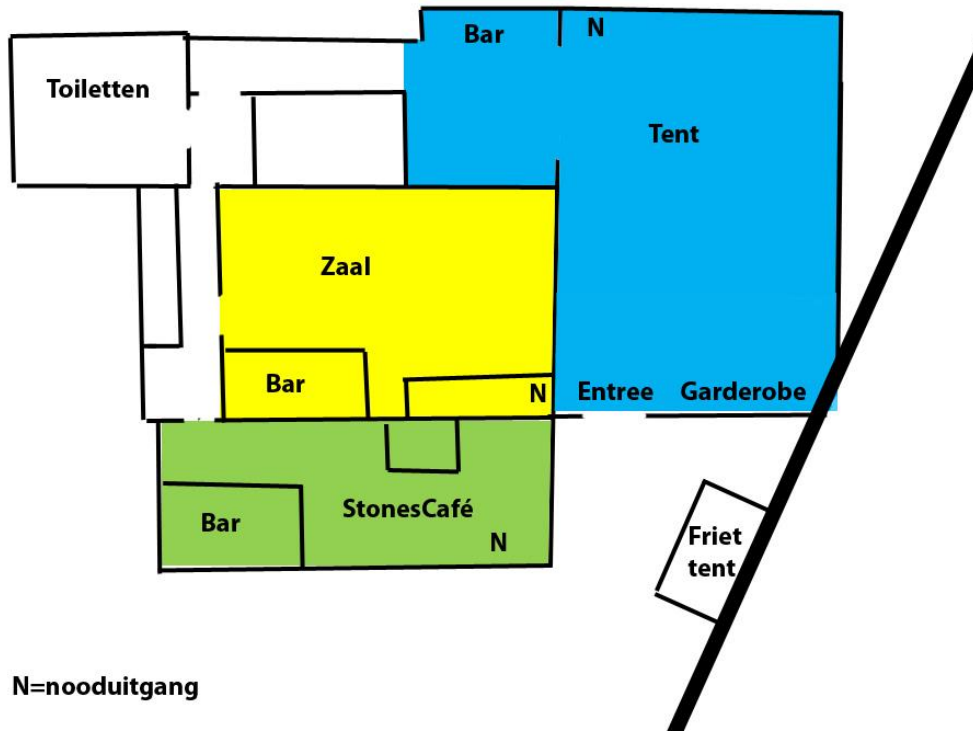 Bar
N
Toiletten
Tent
Zaal
Bar
N
Entree
Garderobe
Bar
StonesCafé
N
Friet
tent
N=nooduitgang